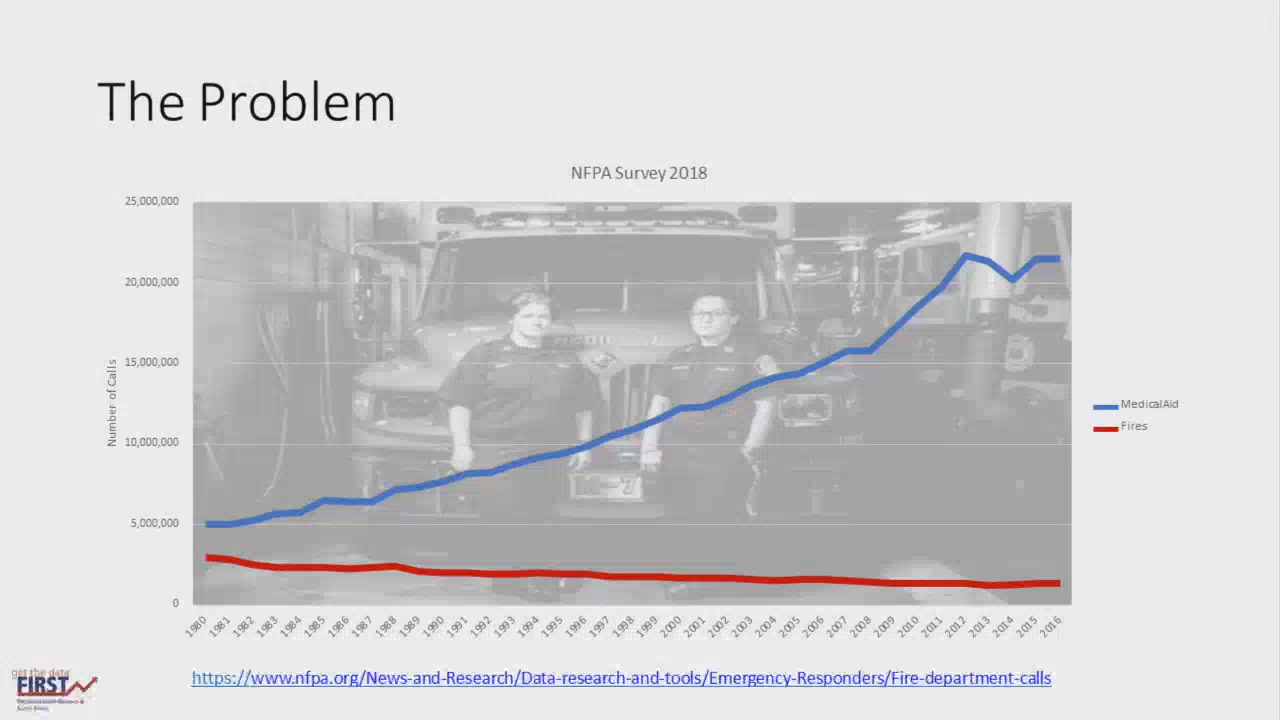 The Problem
NFPA Survey 2018
25,000,000
20,000,000
15,000,000
10,000,000
5,000,000
0
Number of Calls
1980 1981 1982 1983 1984 1985 1986 1987 1988 1989 1990 1991 1992 1993 1994 1995 1996 1997 1998 1999 2000 2001 2002 2003 2004 2005 2006 2007 2008 2009 2010 2011 2012 2013 2014 2015 2016
MedicalAid
Fires
https://www.nfpa.org/News-and-Research/Data-research-and-tools/Emergency-Responders/Fire-department-calls
get the data
FIRST